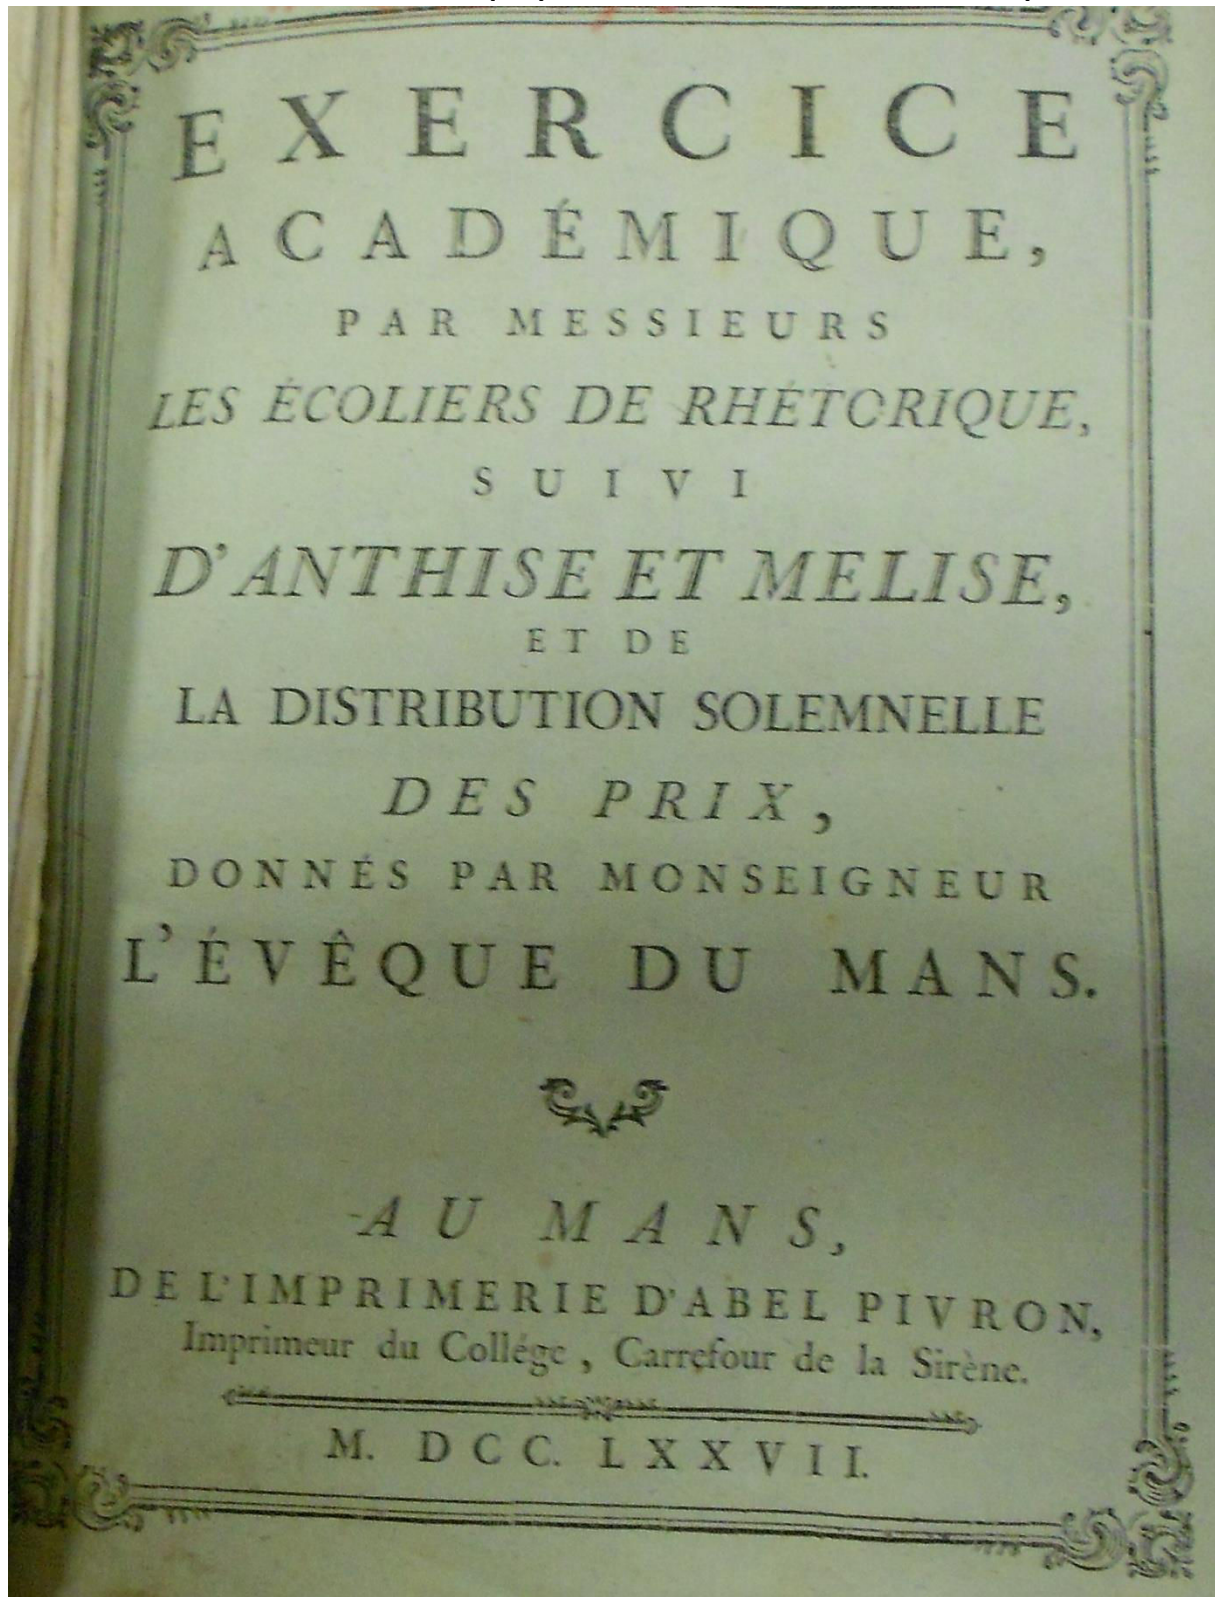 EXERCICE
ACADÉMIQUE,
PAR MESSIEURS
LES ÉCOLIERS DE RHÉTORIQUE,
SUIVI
D'ANTHISE ET MELISE,
ET DE
LA DISTRIBUTION SOLEMNELLE
DES PRIX,
DONNÉS PAR MONSEIGNEUR
L'ÉVÊQUE DU MANS.
AU MANS,
DE L'IMPRIMERIE D'ABEL PIVRON,
Imprimeur du Collége, Carrefour de la Sirène.
M. DCC. LXXVII.